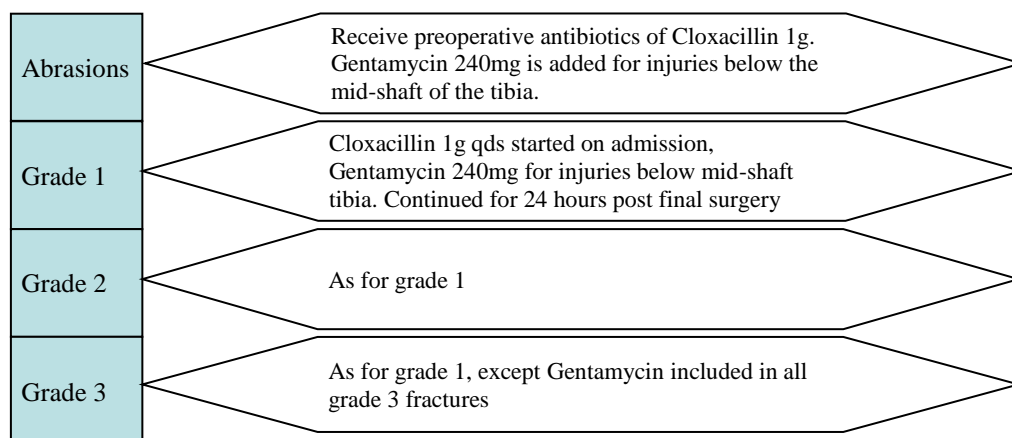 Abrasions
Receive preoperative antibiotics of Cloxacillin 1g.
Gentamycin 240mg is added for injuries below the
mid-shaft of the tibia.
Grade 1
Cloxacillin 1g qds started on admission,
Gentamycin 240mg for injuries below mid-shaft
tibia. Continued for 24 hours post final surgery
Grade 2
As for grade 1
Grade 3
As for grade 1, except Gentamycin included in all
grade 3 fractures